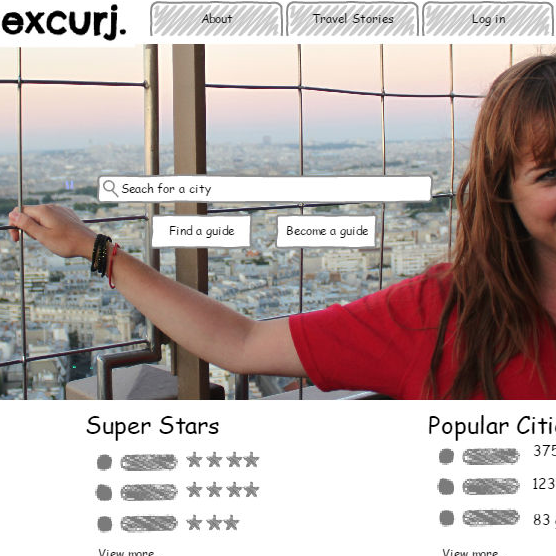 excurj.
About
Travel Stories
Log in
Seach for a city
Find a guide
Become a guide
Super Stars
Popular Citi
375
123
83
View more
View more